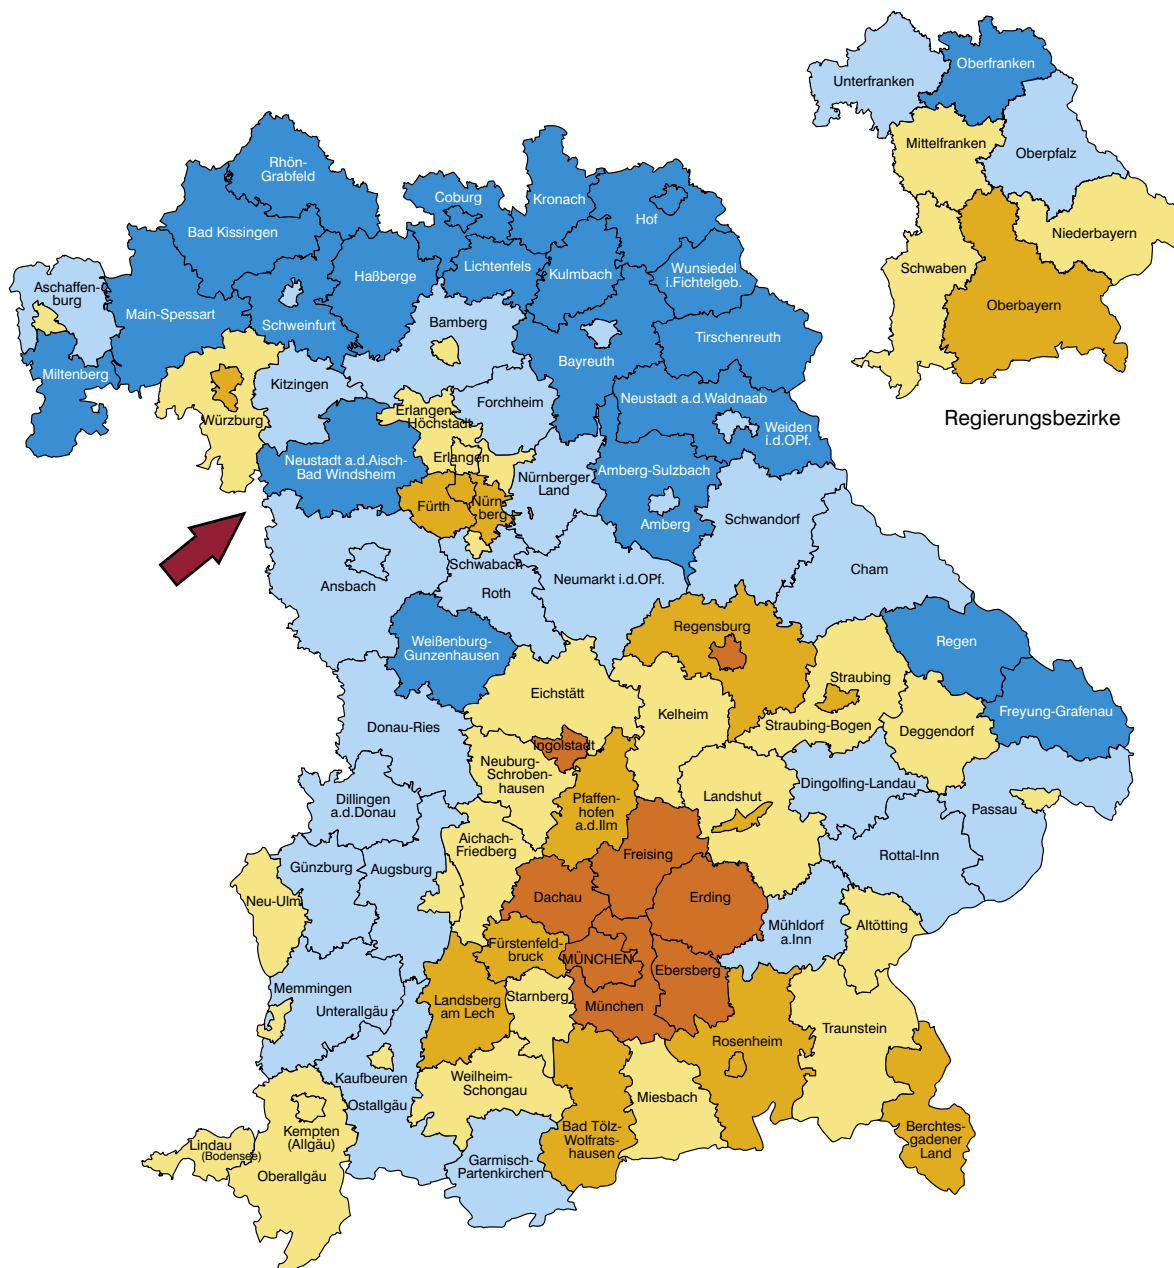 Oberfranken
Unterfranken
Mittelfranken
Oberpfalz
Niederbayern
Schwaben
Oberbayern
Regierungsbezirke
Rhön-
Grabfeld
Coburg
Kronach
Hof
Bad Kissingen
Lichtenfels
Kulmbach
Wunsiedel
i.Fichtelgeb.
Haßberge
Aschaffen-
burg
Main-Spessart
Schweinfurt
Bamberg
Tirschenreuth
Bayreuth
Miltenberg
Kitzingen
Neustadt a.d.Waldnaab
Forchheim
Erlangen-
Höchstadt
Würzburg
Weiden
i.d.OPf.
Erlangen
Neustadt a.d.Aisch-
Bad Windsheim
Amberg-Sulzbach
Nürnberger
Land
Fürth
Nürn-
berg
Amberg
Schwandorf
Schwabach
Neumarkt i.d.OPf.
Cham
Ansbach
Roth
Regensburg
Weißenburg-
Gunzenhausen
Regen
Straubing
Eichstätt
Kelheim
Freyung-Grafenau
Donau-Ries
Straubing-Bogen
Deggendorf
Ingolstadt
Neuburg-
Schroben-
hausen
Dingolfing-Landau
Passau
Dillingen
a.d.Donau
Pfaffen-
hofen
a.d.Ilm
Landshut
Aichach-
Friedberg
Freising
Rottal-Inn
Günzburg
Augsburg
Neu-Ulm
Dachau
Erding
Mühldorf
a.Inn
Altötting
Fürstenfeld-
bruck
MÜNCHEN
Ebersberg
Memmingen
Unterallgäu
Landsberg
am Lech
Starnberg
München
Traunstein
Rosenheim
Kaufbeuren
Ostallgäu
Weilheim-
Schongau
Miesbach
Bad Tölz-
Wolfrats-
hausen
Berchtes-
gadener
Land
Kempten
(Allgäu)
Lindau
(Bodensee)
Oberallgäu
Garmisch-
Partenkirchen